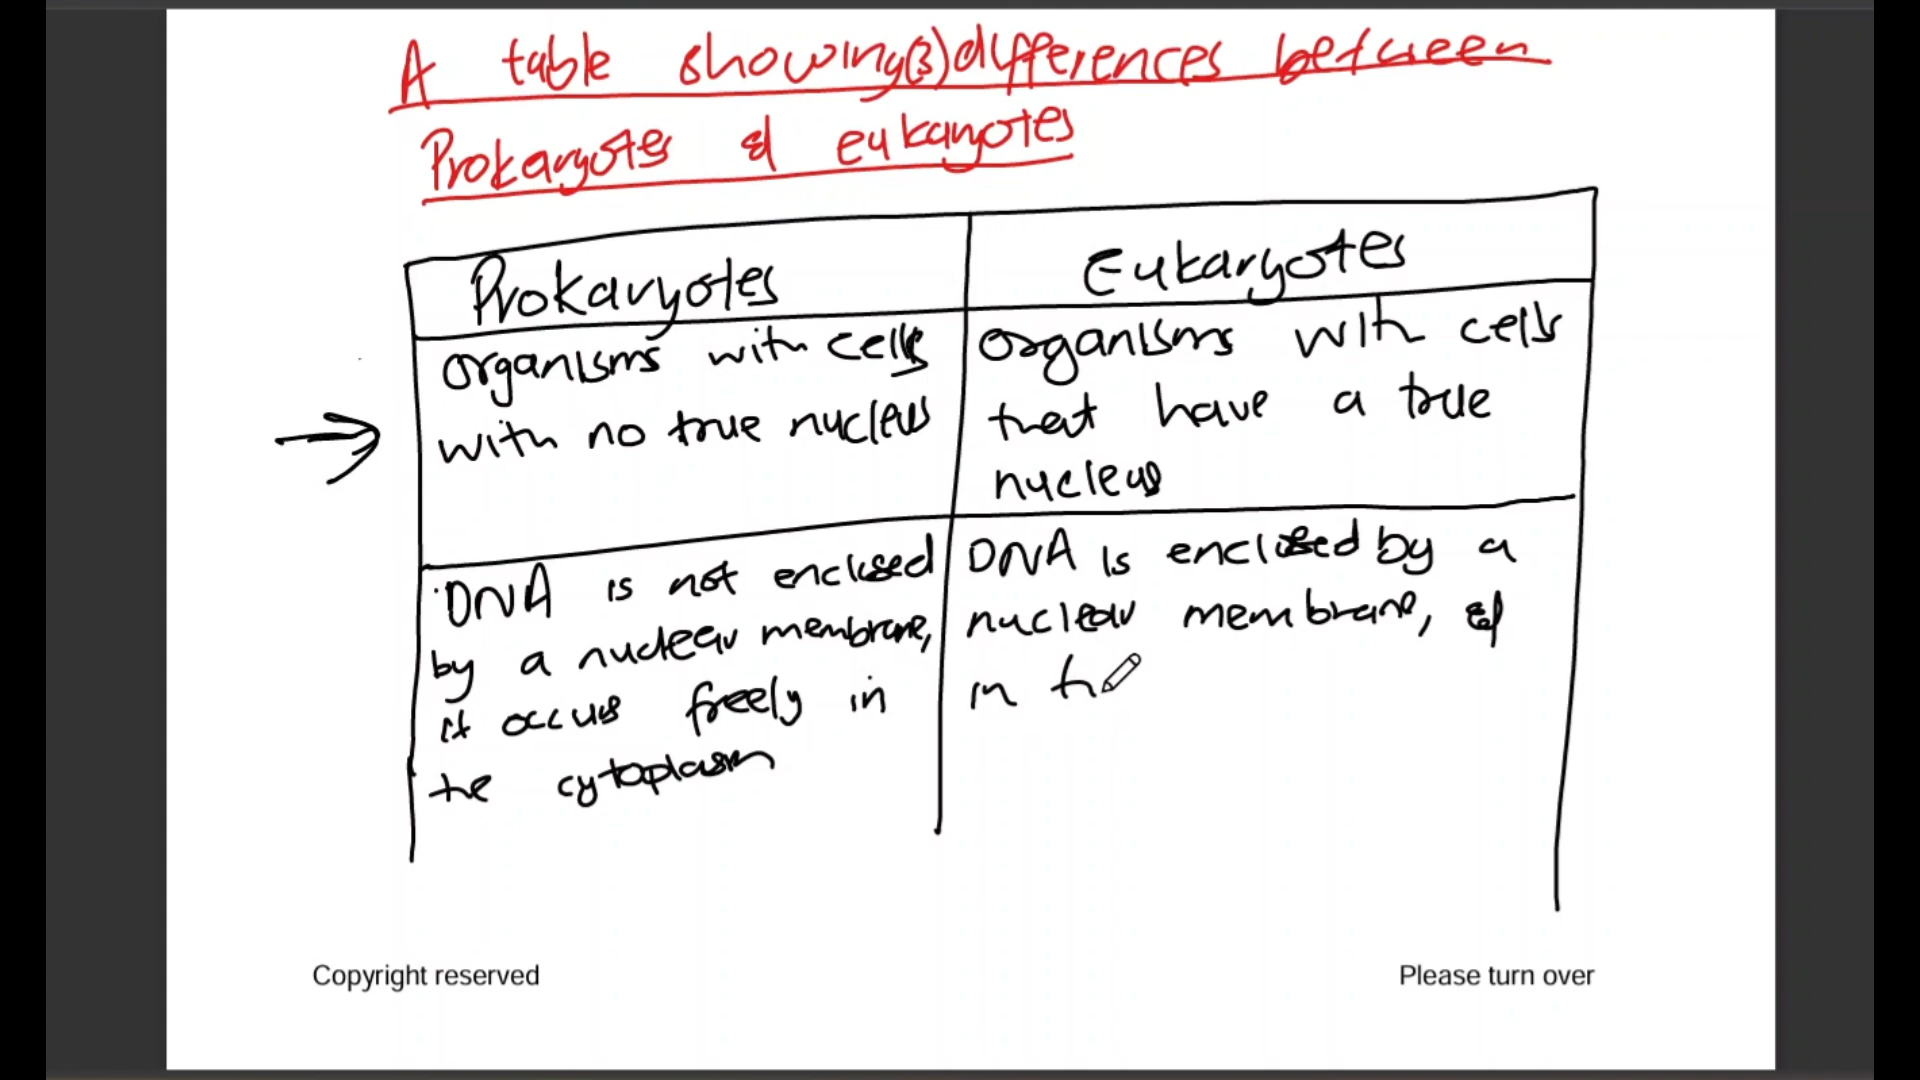 A table showing(3)differences between
Prokaryotes & eukaryotes
Prokaryotes
Eukaryotes
organisms with cells
with no true nucleus
organisms with cells
that have a true
nucleus
DNA is not enclosed
by a nuclear membrane,
it occurs freely in
the cytoplasm
DNA is enclosed by a
nuclear membrane, &
in
Copyright reserved
Please turn over